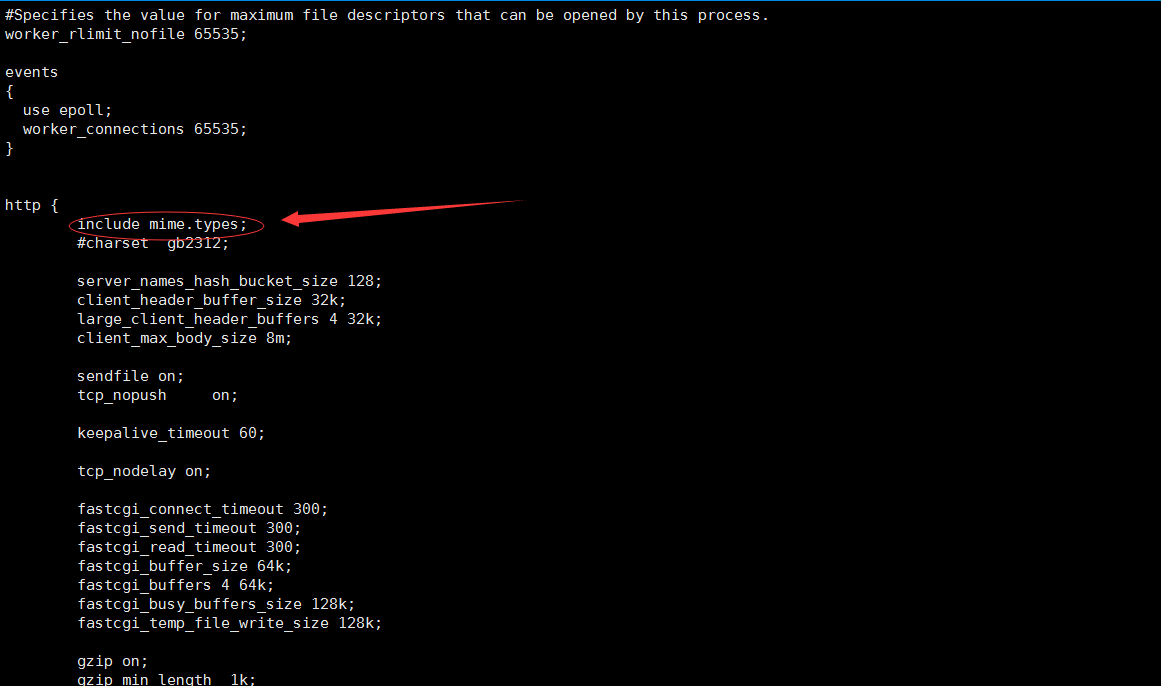 #Specifies the value for maximum file descriptors that can be opened by this process.
worker_rlimit_nofile 65535;
events
{
use epoll;
worker_connections 65535;
}
http {
include mime.types;
#charset  gb2312;
server_names_hash_bucket_size 128;
client_header_buffer_size 32k;
large_client_header_buffers 4 32k;
client_max_body_size 8m;
sendfile on;
tcp_nopush     on;
keepalive_timeout 60;
tcp_nodelay on;
fastcgi_connect_timeout 300;
fastcgi_send_timeout 300;
fastcgi_read_timeout 300;
fastcgi_buffer_size 64k;
fastcgi_buffers 4 64k;
fastcgi_busy_buffers_size 128k;
fastcgi_temp_file_write_size 128k;
gzip on;
gzip_min_length  1k;